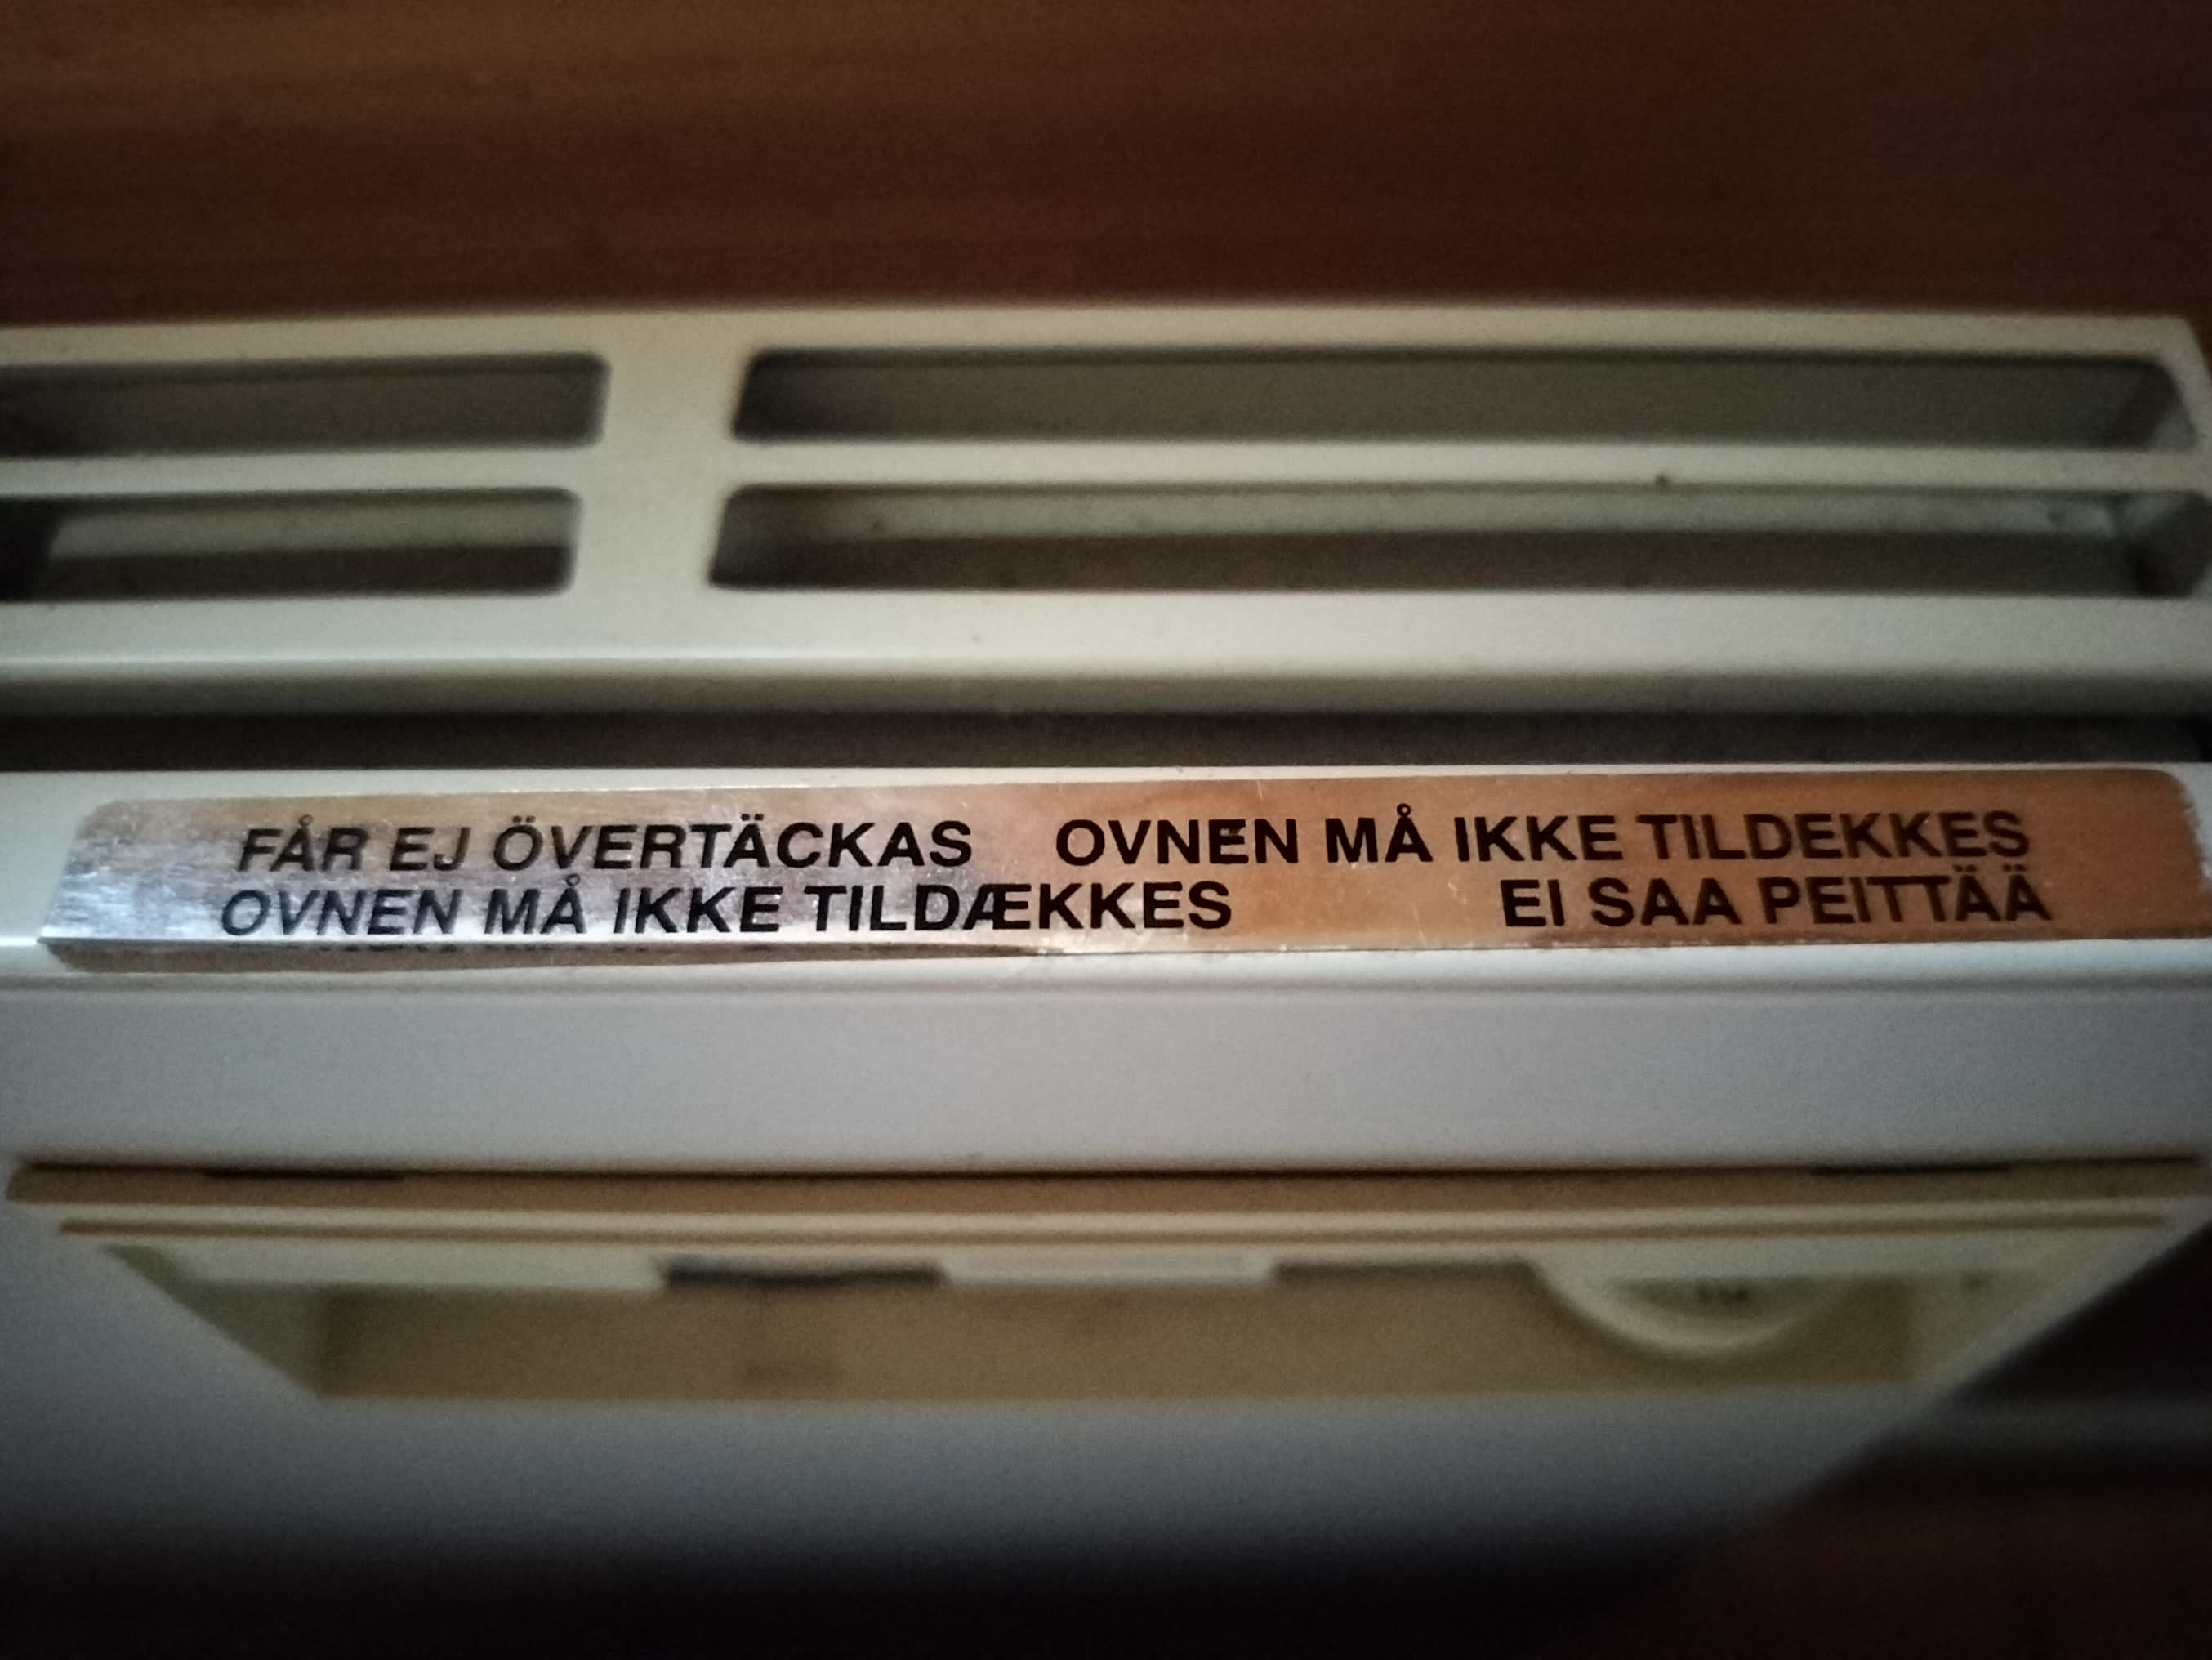 FÅR EJ ÖVERTÄCKAS OVNEN MÅ IKKE TILDEKKES
OVNEN MÅ IKKE TILDÆKKES EI SAA PEITTÄÄ